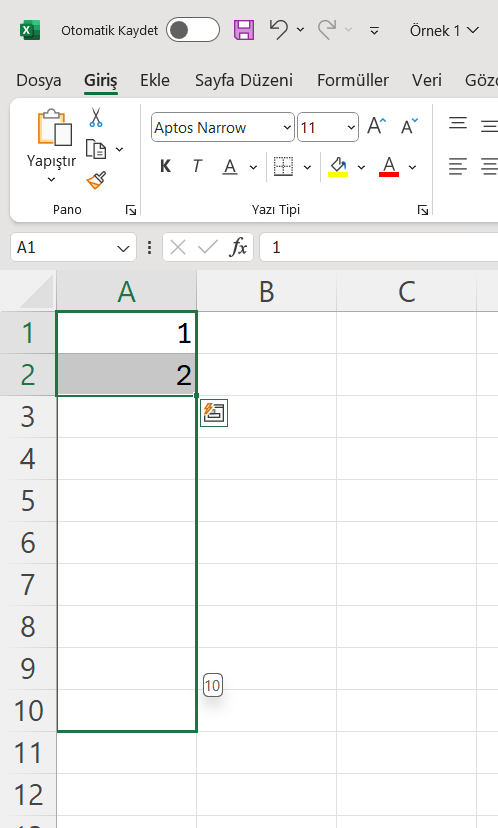 Otomatik Kaydet Örnek 1
Dosya Giriş Ekle Sayfa Düzeni Formüller Veri
Aptos Narrow 11
Yapıştır
K T A A
Pano Yazı Tipi
A1 fx 1
A B C
1 1
2 2
3
4
5
6
7
8
9
10
10
11
12